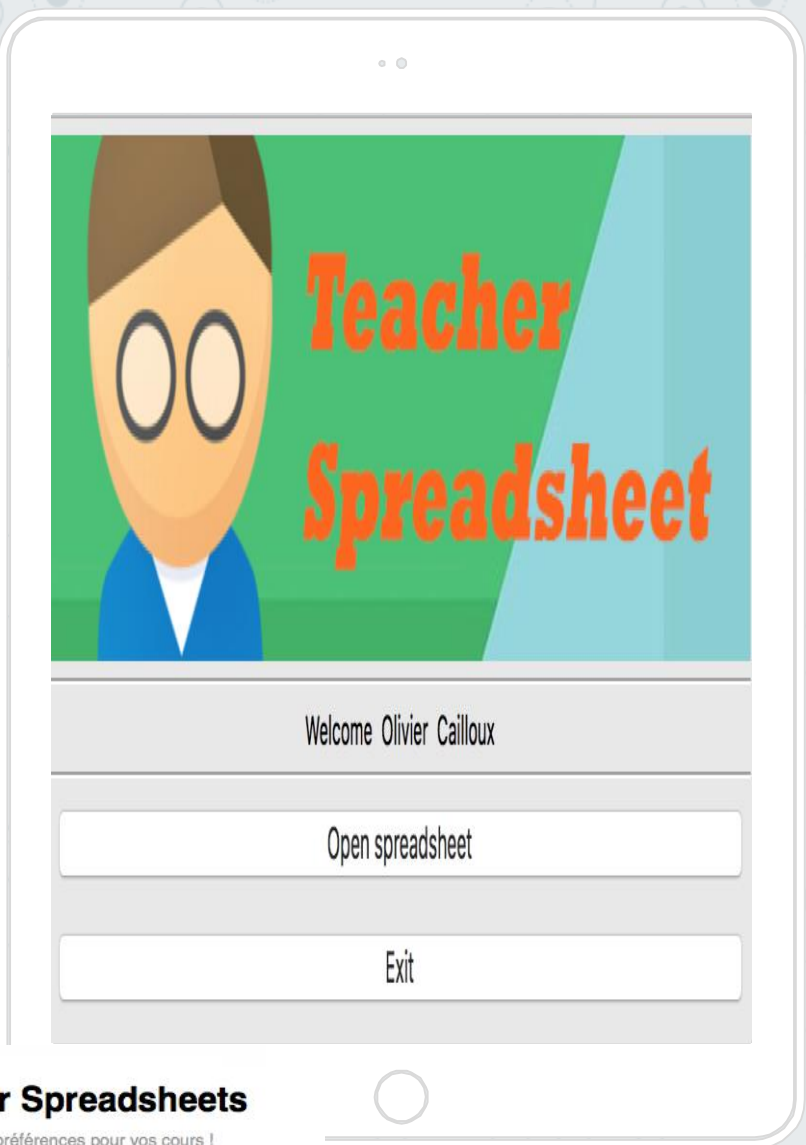 Teacher
Spreadsheet
Welcome Olivier Cailloux
Open spreadsheet
Exit
r Spreadsheets
préférences pour vos cours !